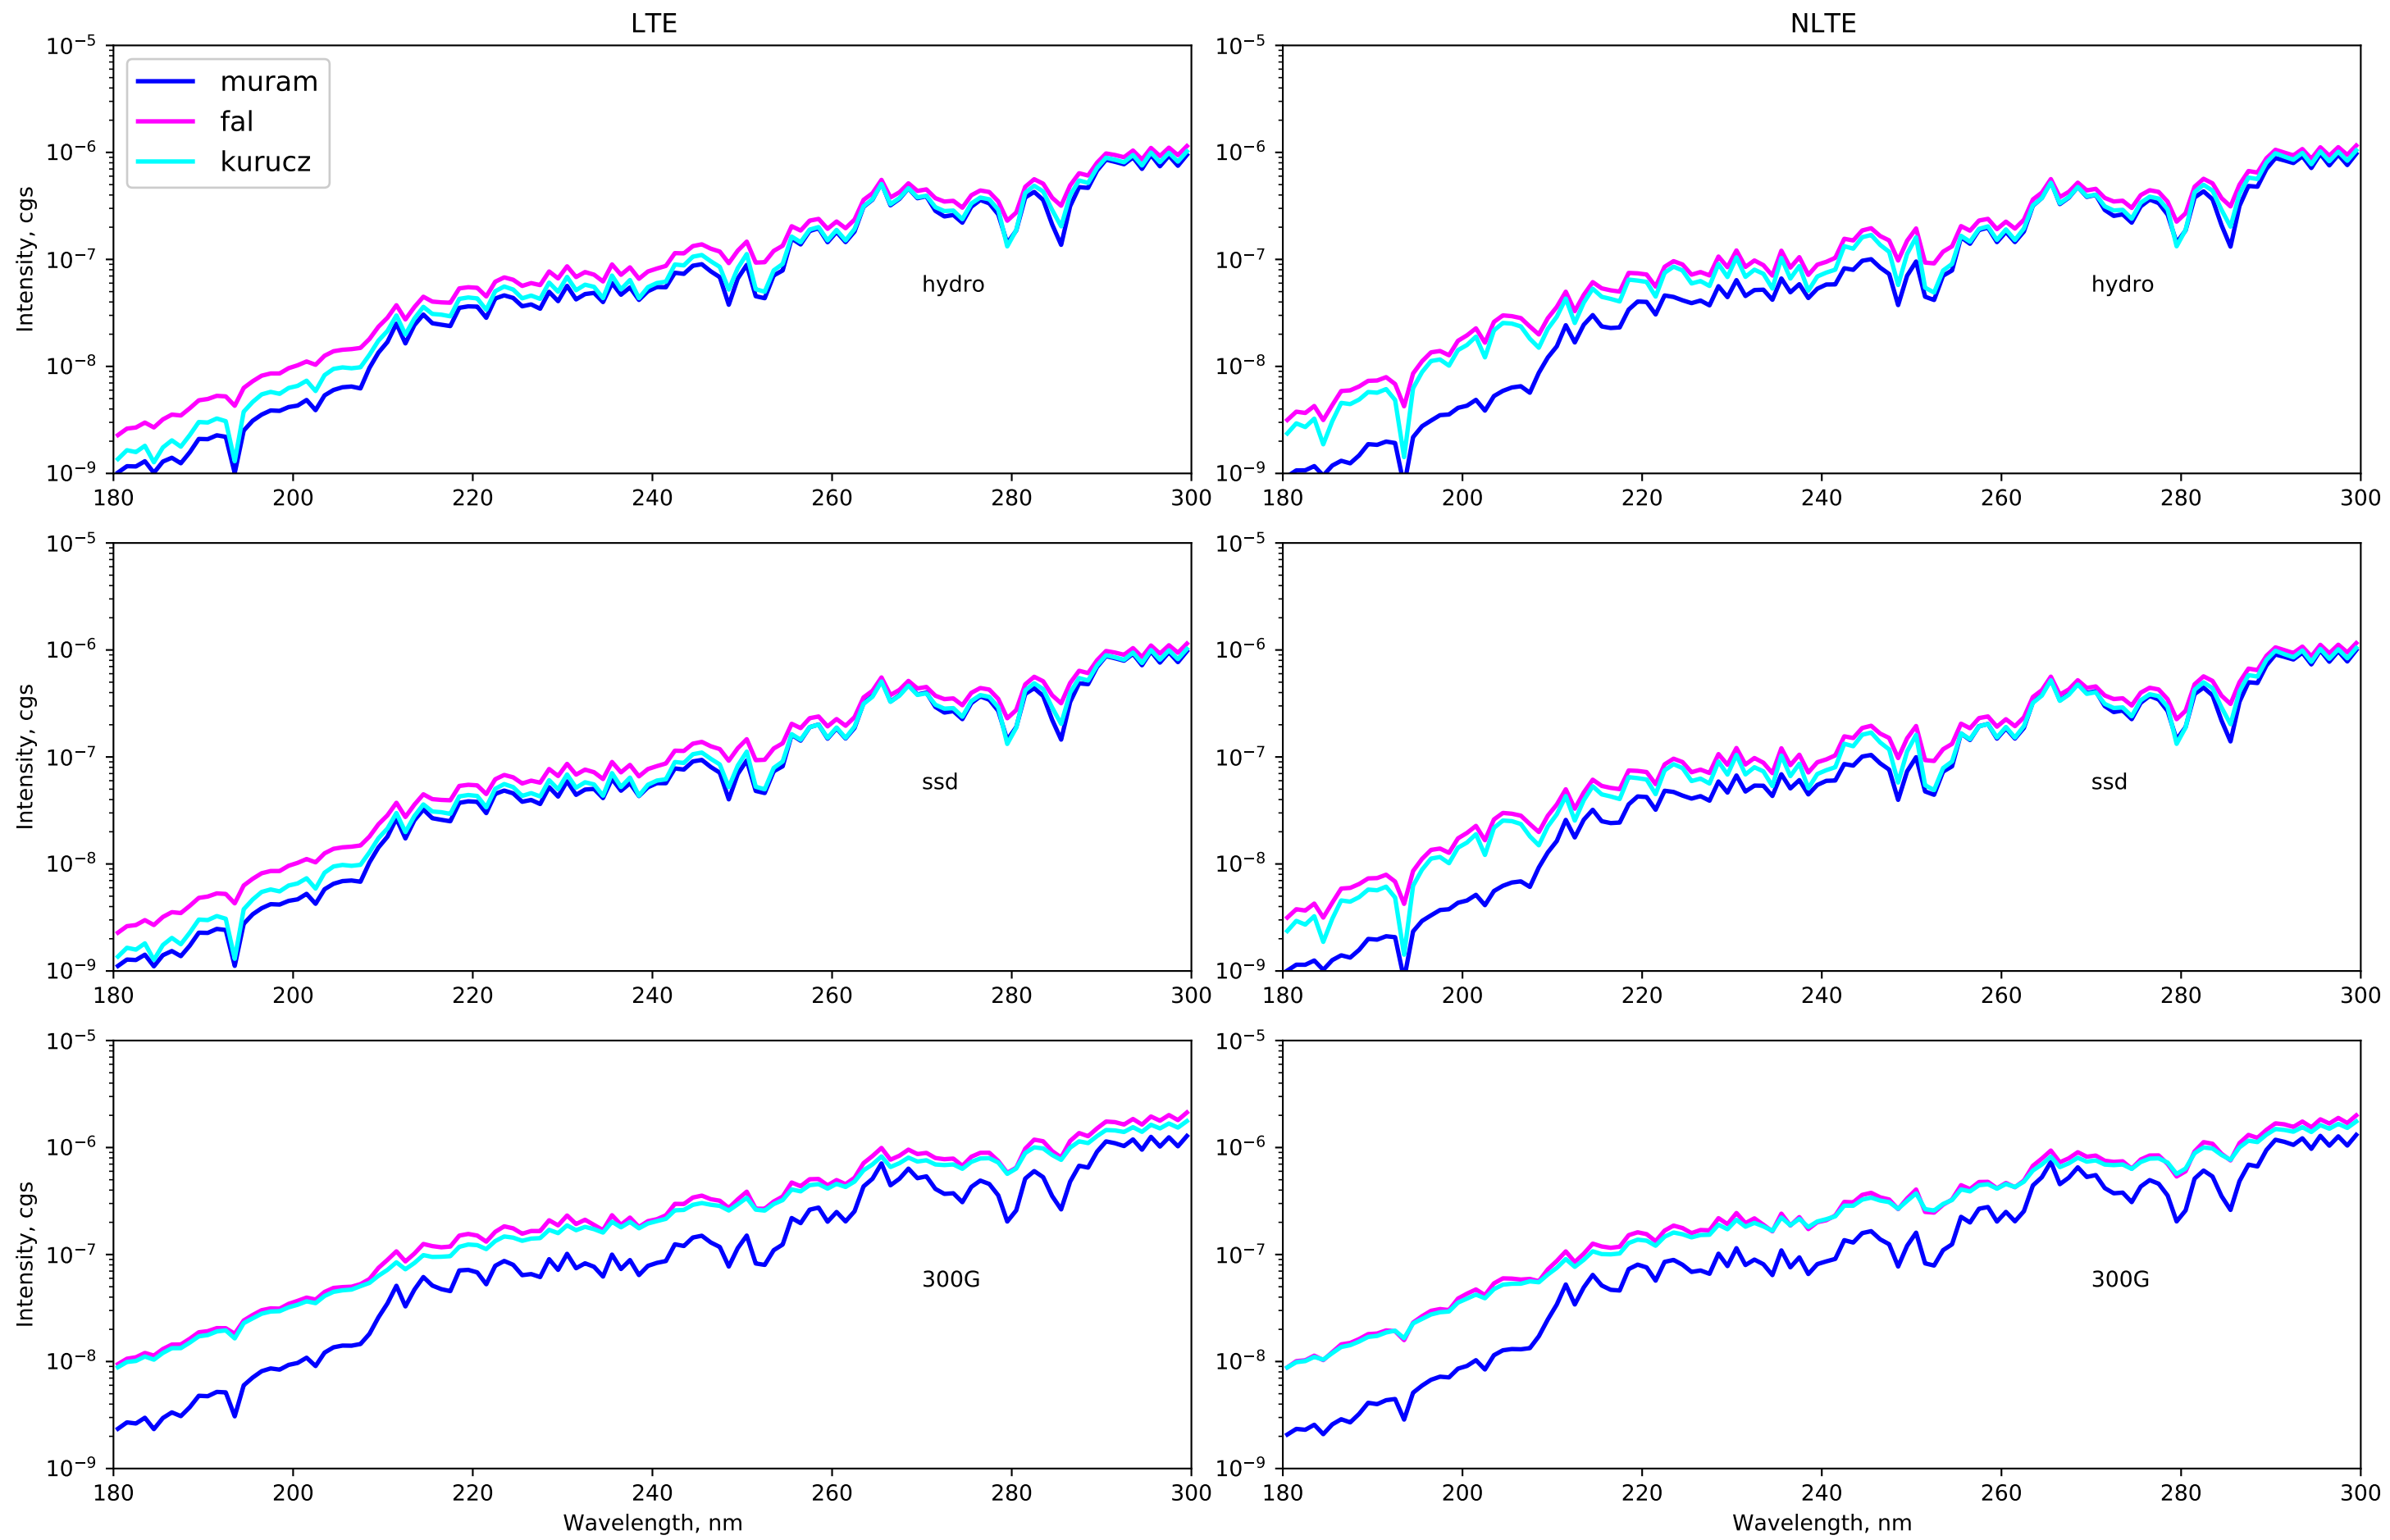 LTE
NLTE
10⁻⁵
10⁻⁶
10⁻⁷
10⁻⁸
10⁻⁹
Intensity, cgs
muram
fal
kurucz
hydro
180 200 220 240 260 280 300
10⁻⁵
10⁻⁶
10⁻⁷
10⁻⁸
10⁻⁹
hydro
180 200 220 240 260 280 300
10⁻⁵
10⁻⁶
10⁻⁷
10⁻⁸
10⁻⁹
Intensity, cgs
ssd
180 200 220 240 260 280 300
10⁻⁵
10⁻⁶
10⁻⁷
10⁻⁸
10⁻⁹
ssd
180 200 220 240 260 280 300
10⁻⁵
10⁻⁶
10⁻⁷
10⁻⁸
10⁻⁹
Intensity, cgs
300G
180 200 220 240 260 280 300
Wavelength, nm
10⁻⁵
10⁻⁶
10⁻⁷
10⁻⁸
10⁻⁹
300G
180 200 220 240 260 280 300
Wavelength, nm